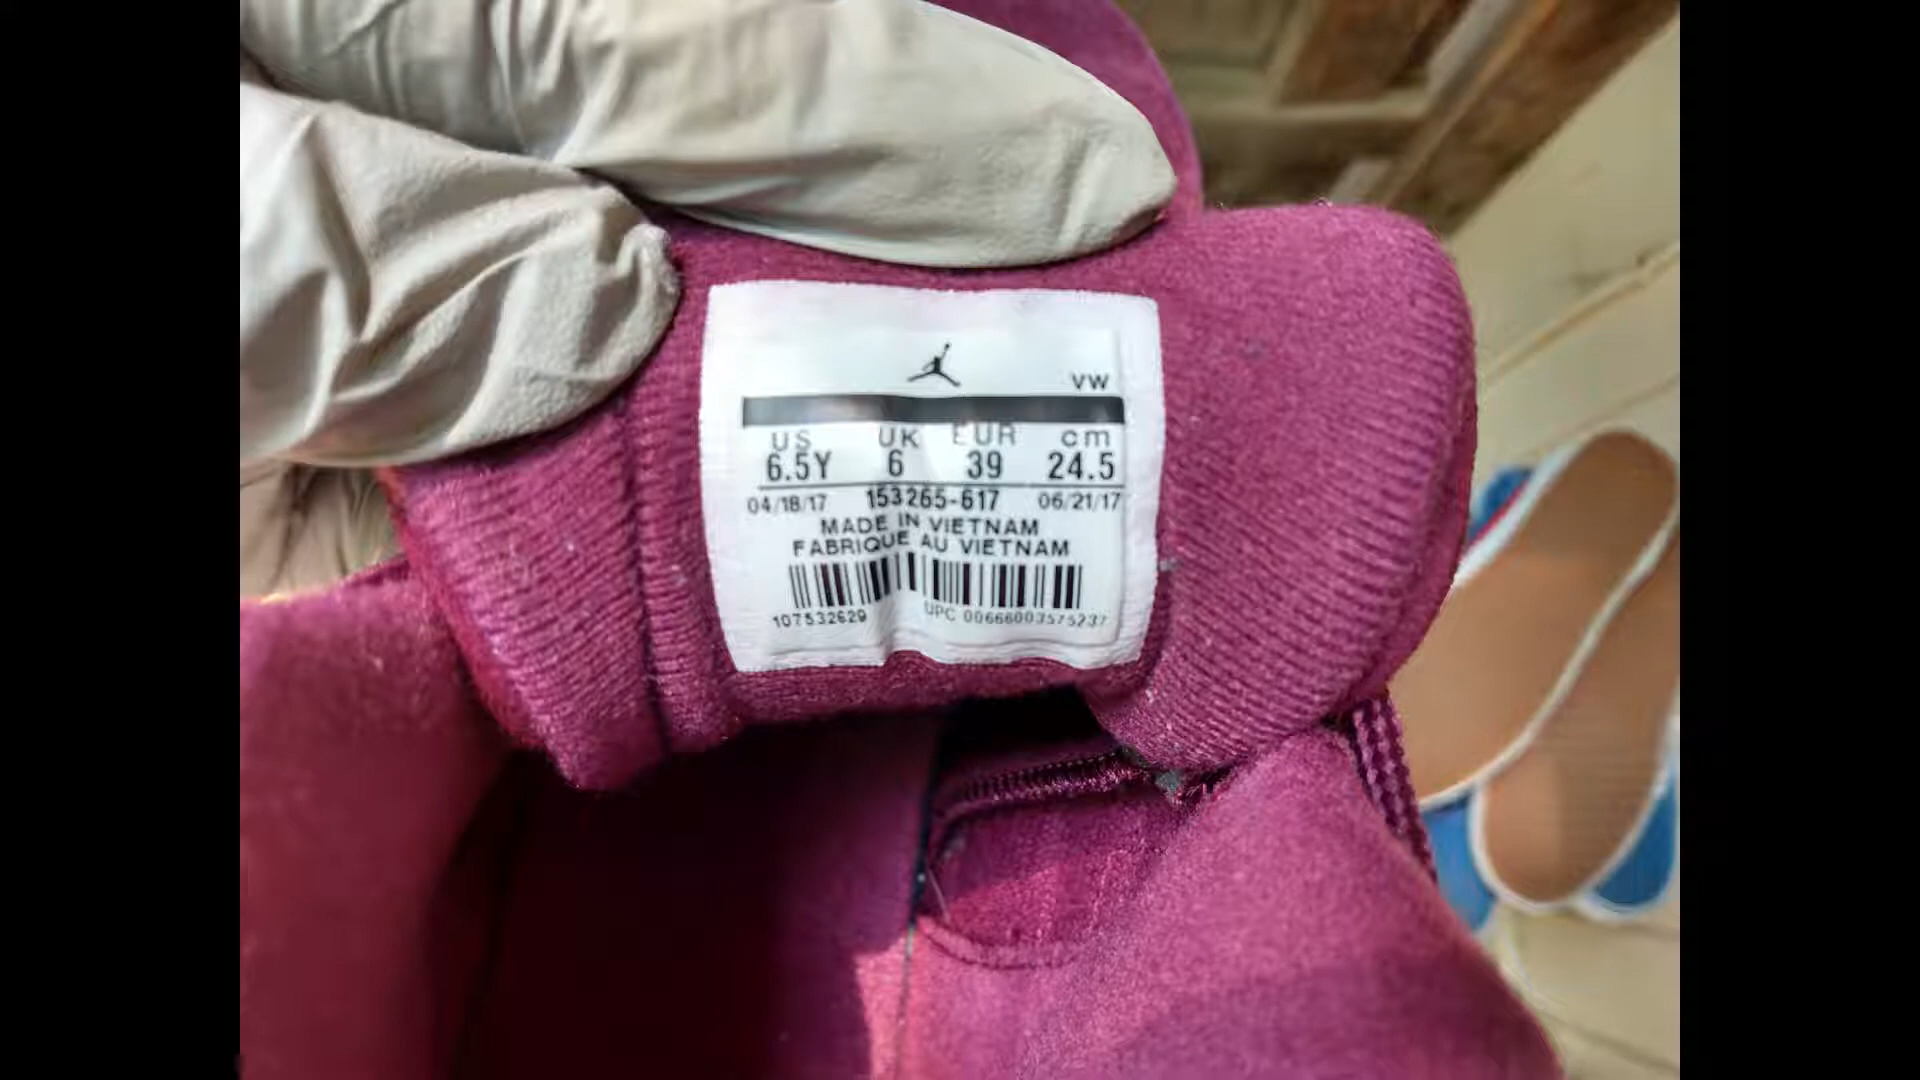 VW
US UK EUR cm
6.5Y 6 39 24.5
04/18/17 153265-617 06/21/17
MADE IN VIETNAM
FABRIQUE AU VIETNAM
107532629 UPC 00666003575237